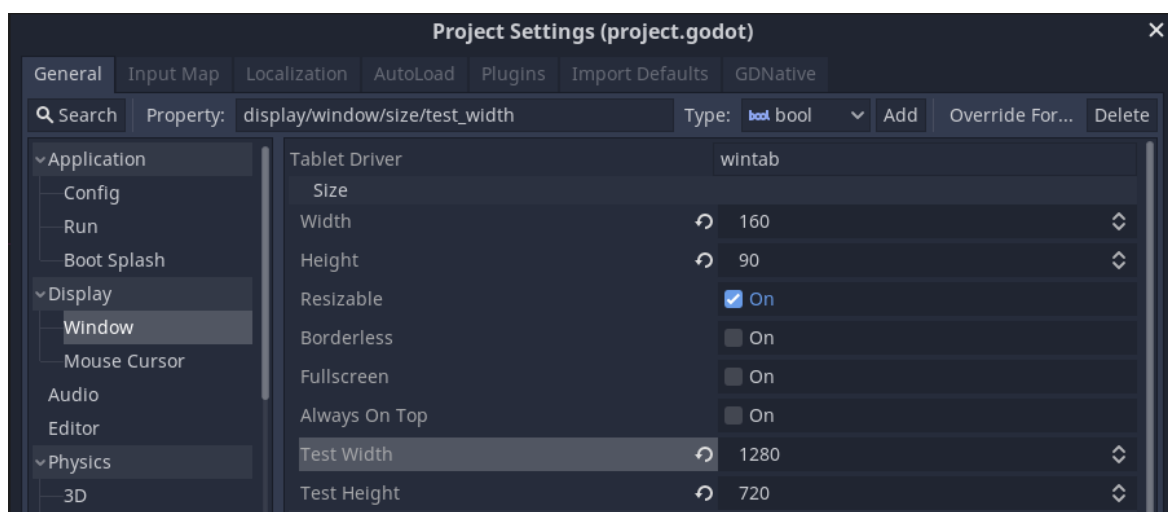 Project Settings (project.godot)
General Input Map Localization AutoLoad Plugins Import Defaults GDNative
Search Property: display/window/size/test_width Type: bool bool Add Override For... Delete
Application
Config
Run
Boot Splash
Display
Window
Mouse Cursor
Audio
Editor
Physics
3D
Tablet Driver wintab
Size
Width 160
Height 90
Resizable On
Borderless On
Fullscreen On
Always On Top On
Test Width 1280
Test Height 720